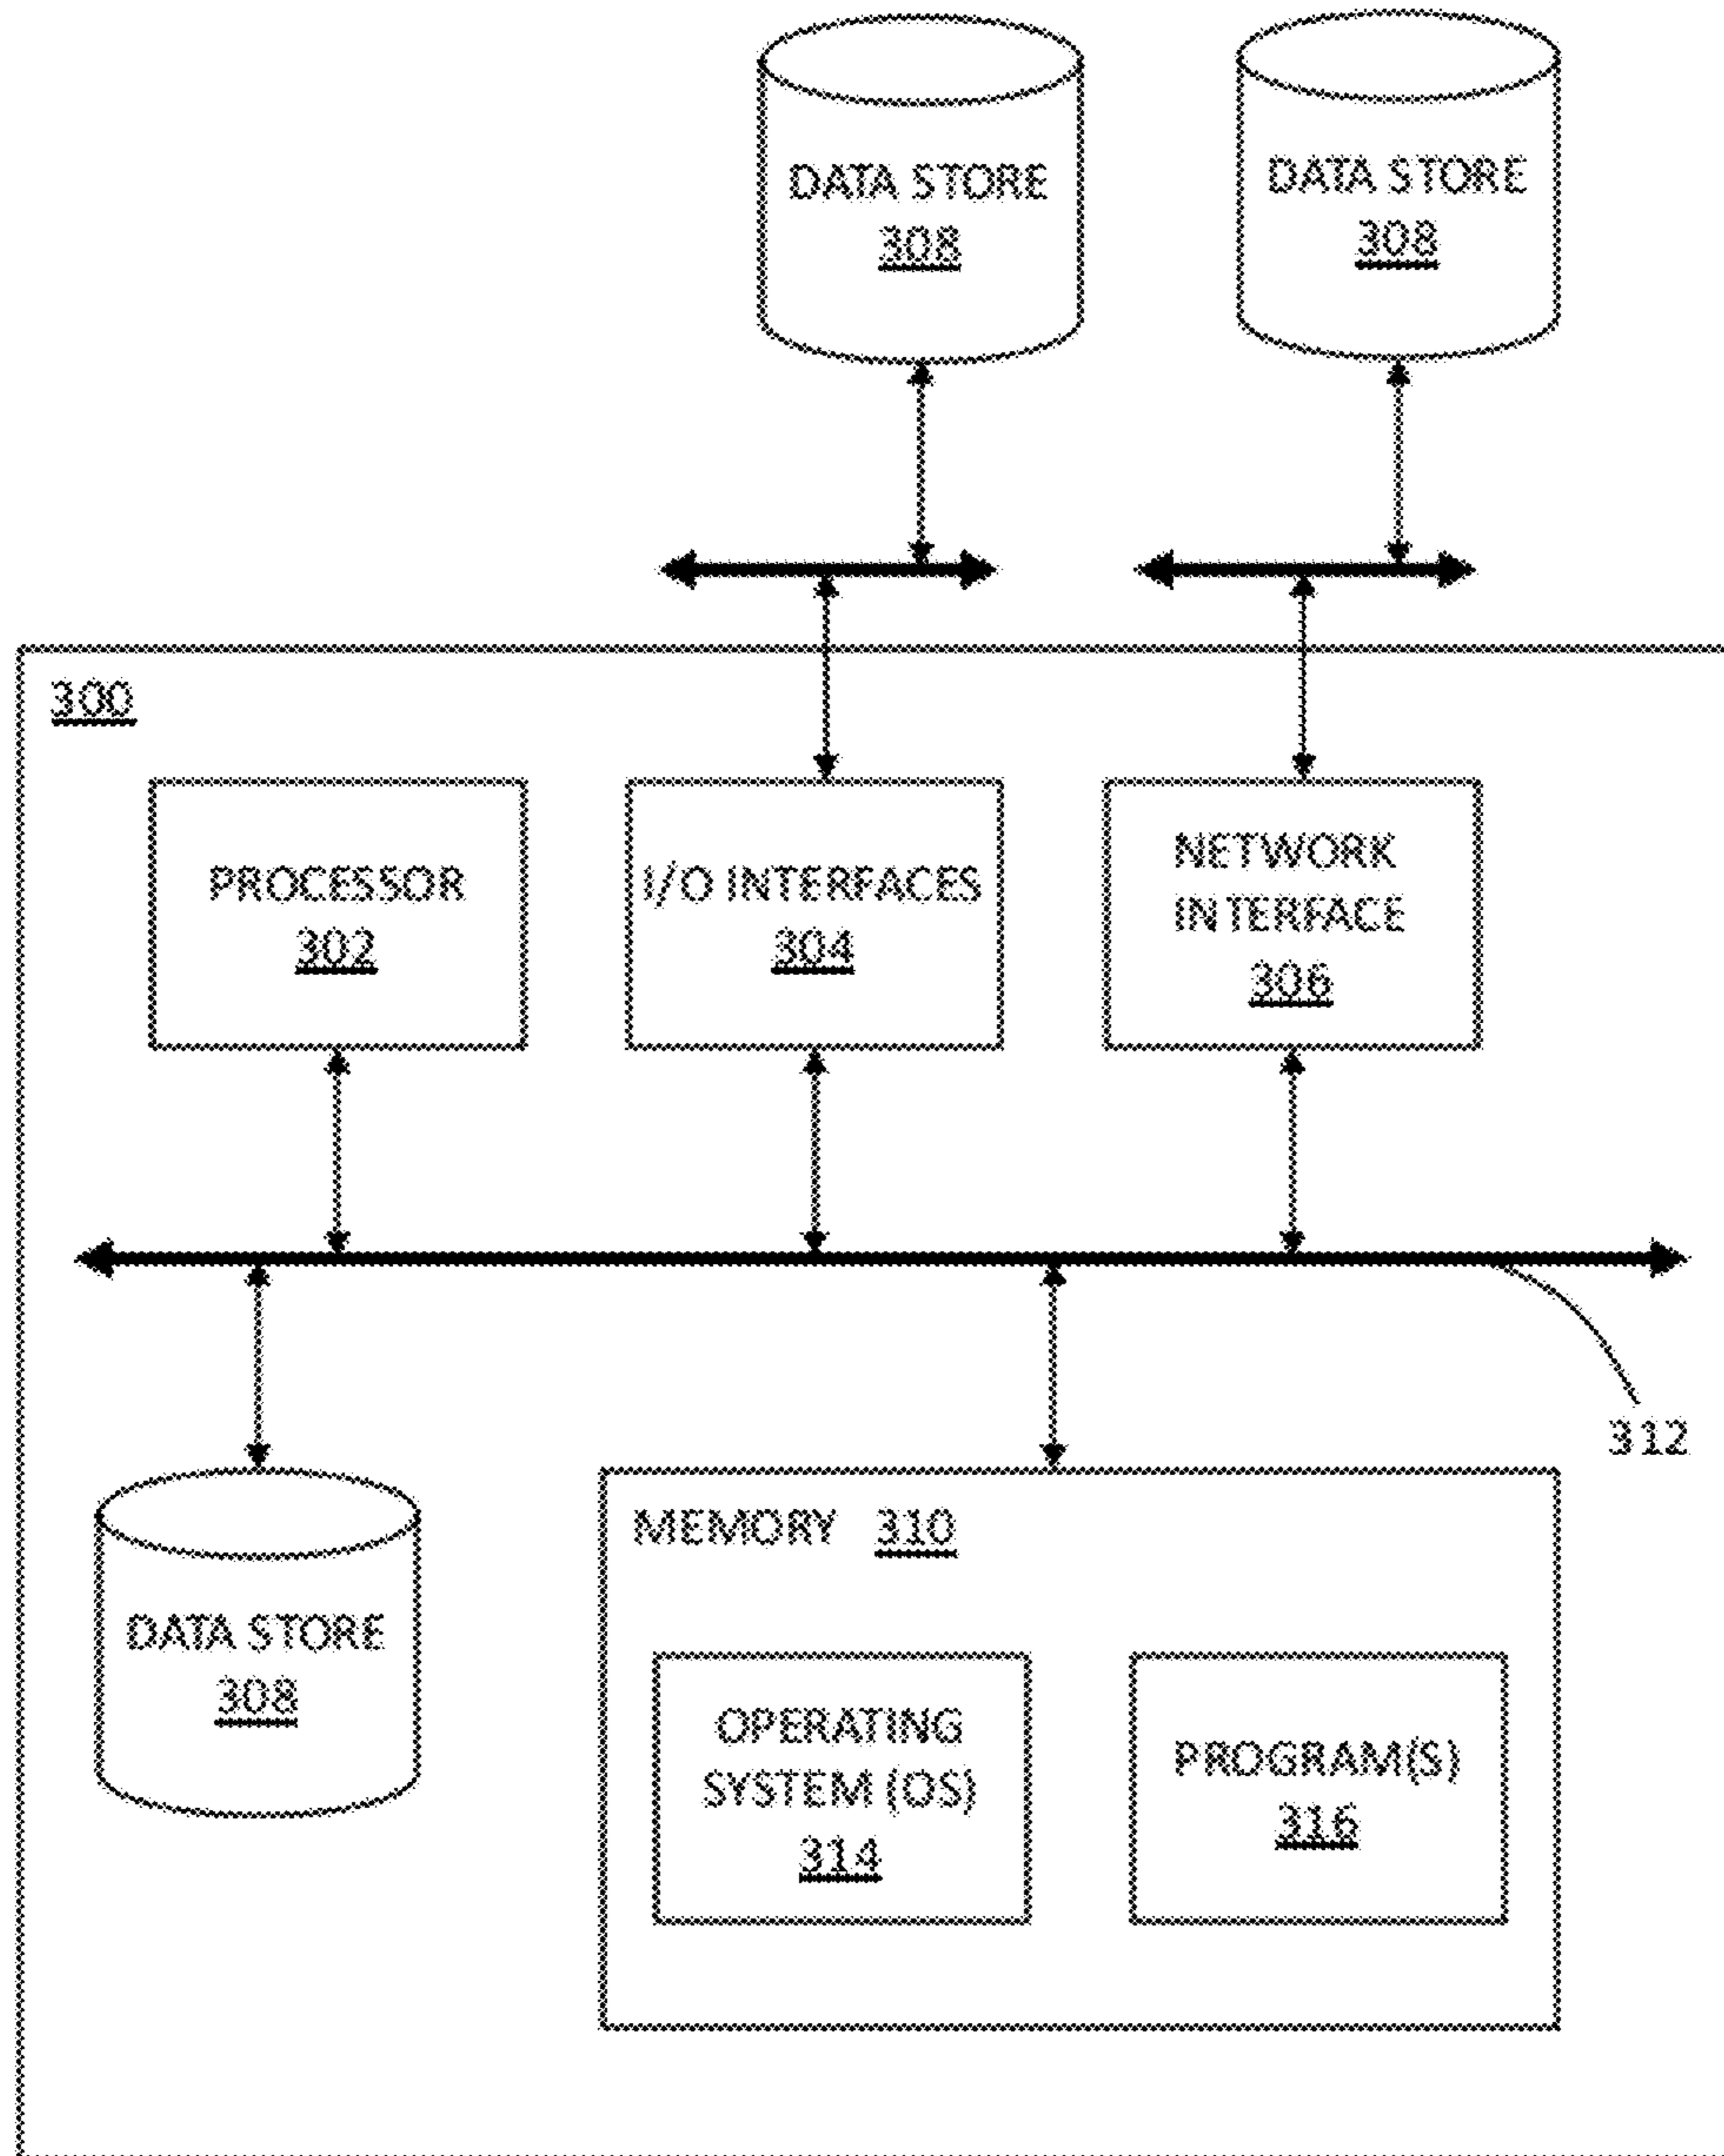 DATA STORE
308
DATA STORE
308
300
PROCESSOR
302
I/O INTERFACES
304
NETWORK
INTERFACE
306
312
DATA STORE
308
MEMORY 310
OPERATING
SYSTEM (OS)
314
PROGRAM(S)
316